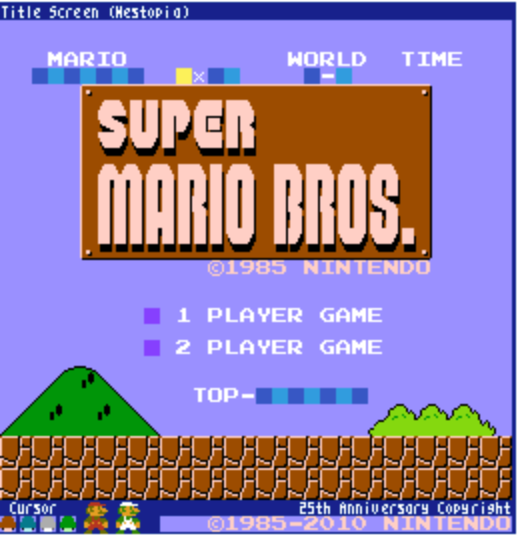 Title Screen (Nestopia)
MARIO WORLD TIME
× -
SUPER
MARIO BROS.
©1985 NINTENDO
1 PLAYER GAME
2 PLAYER GAME
TOP-
Cursor 25th Anniversary Copyright
©1985-2010 NINTENDO